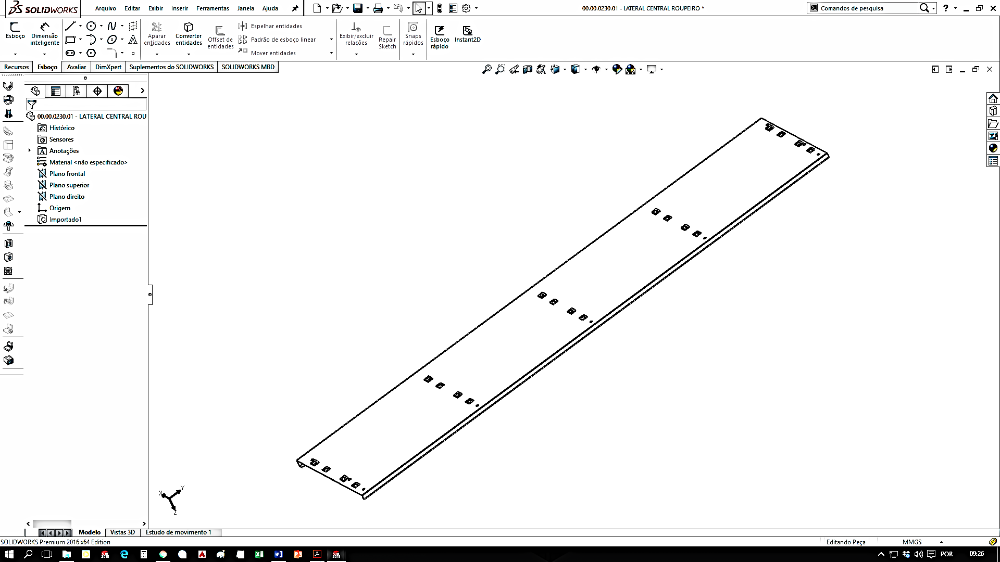 SOLIDWORKS Arquivo Editar Exibir Inserir Ferramentas Janela Ajuda 00.00.0230.01 - LATERAL CENTRAL ROUPEIRO * Comandos de pesquisa ?
Esboço Dimensão inteligente Aparar entidades Converter entidades Offset de entidades Espelhar entidades Padrão de esboço linear Mover entidades Exibir/excluir relações Repair Sketch Snaps rápidos Esboço rápido Instant2D
Recursos Esboço Avaliar DimXpert Suplementos do SOLIDWORKS SOLIDWORKS MBD
00.00.0230.01 - LATERAL CENTRAL ROU
Histórico
Sensores
Anotações
Material <não especificado>
Plano frontal
Plano superior
Plano direito
Origem
Importado1
X Y
Z
Modelo Vistas 3D Estudo de movimento 1
SOLIDWORKS Premium 2016 x64 Edition Editando Peça MMGS
POR 09:26